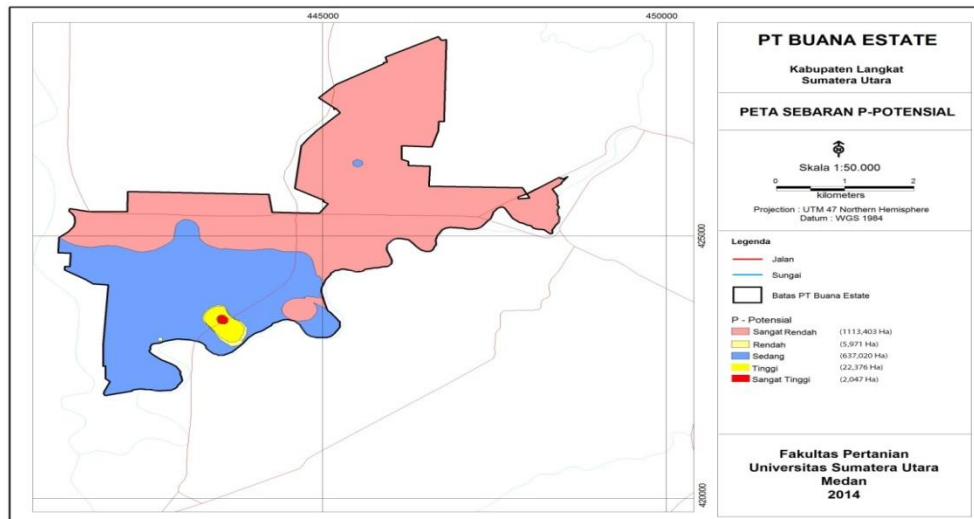 445000
450000
425000
420000
PT BUANA ESTATE
Kabupaten Langkat
Sumatera Utara
PETA SEBARAN P-POTENSIAL
Skala 1:50.000
0 1 2
kilometers
Projection : UTM 47 Northern Hemisphere
Datum : WGS 1984
Legenda
Jalan
Sungai
Batas PT Buana Estate
P - Potensial
Sangat Rendah (1113,403 Ha)
Rendah (5,971 Ha)
Sedang (637,020 Ha)
Tinggi (22,376 Ha)
Sangat Tinggi (2,047 Ha)
Fakultas Pertanian
Universitas Sumatera Utara
Medan
2014